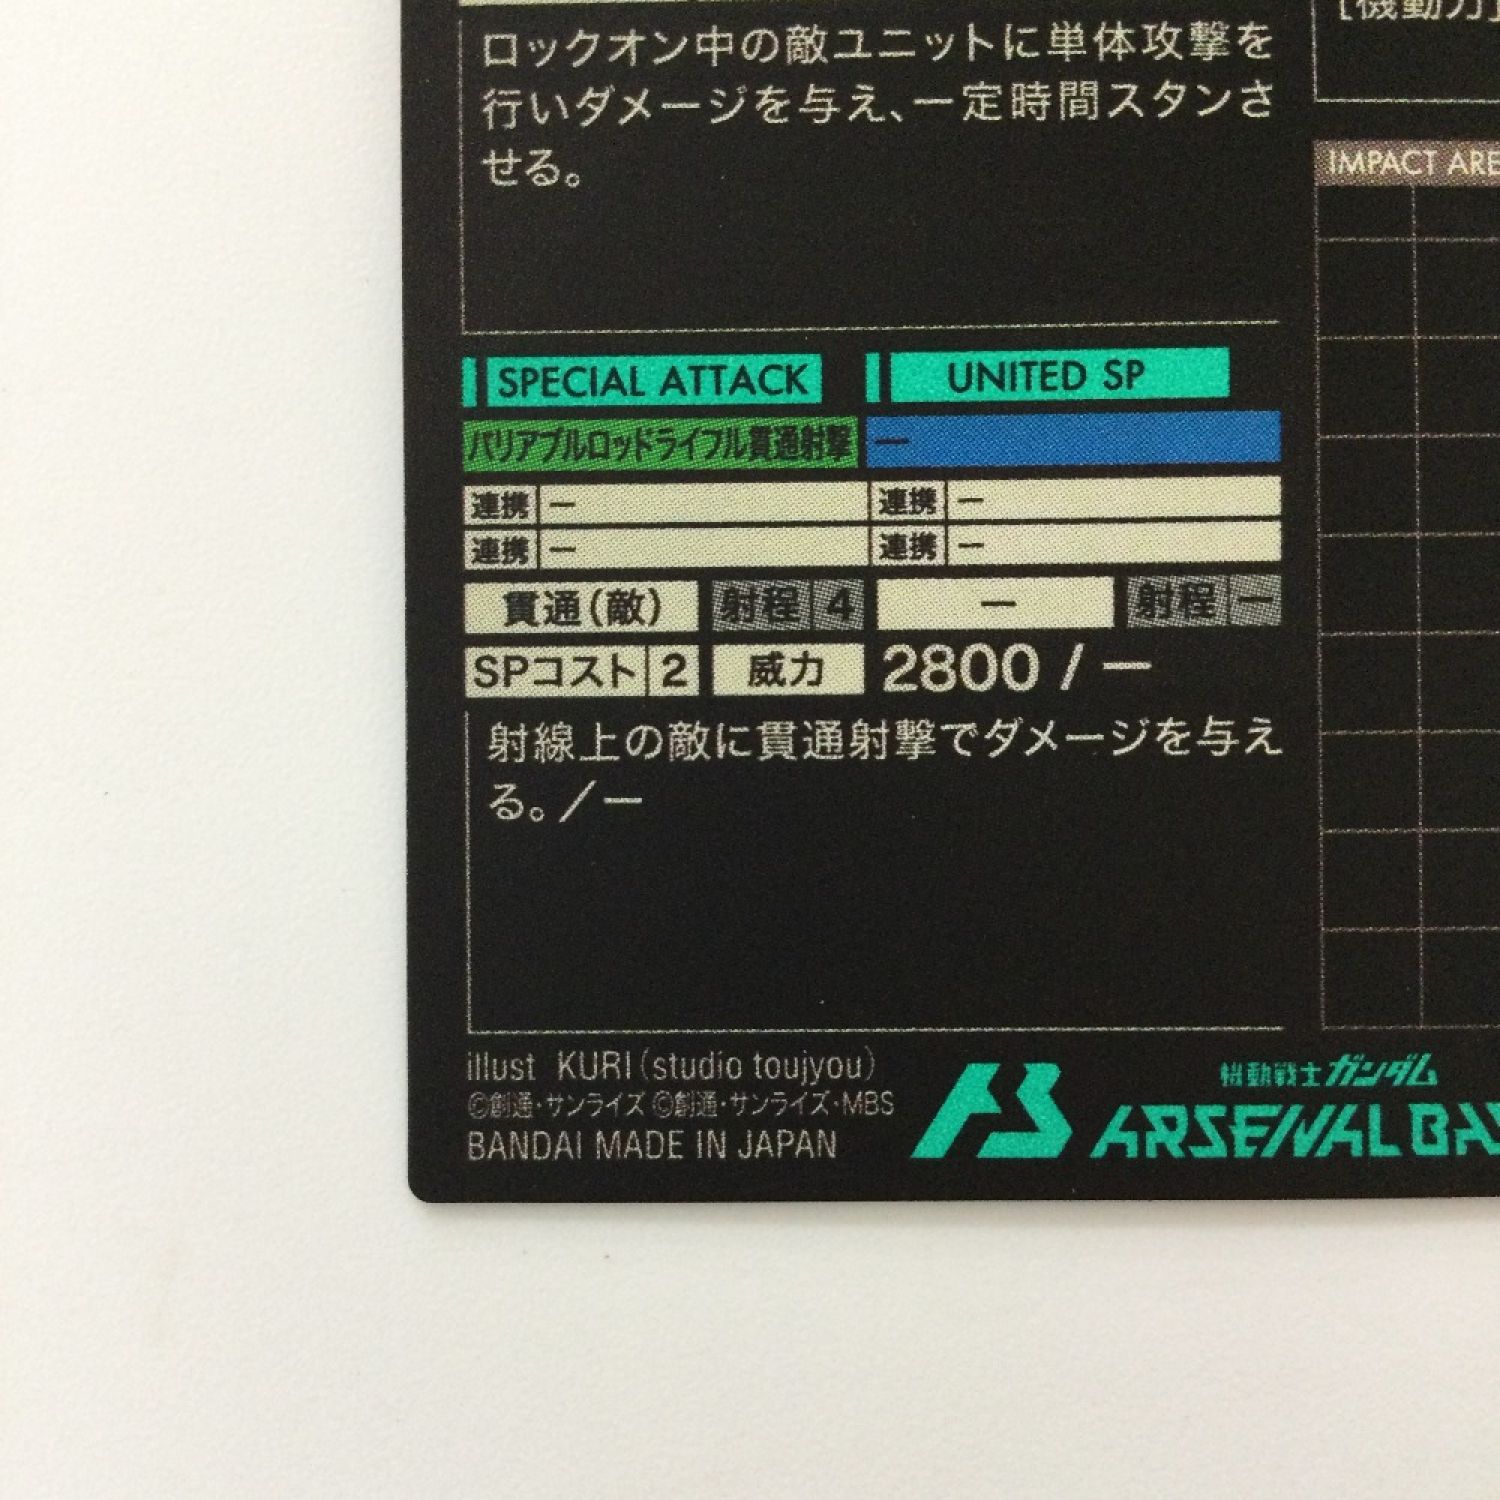 ロックオン中の敵ユニットに単体攻撃を
行いダメージを与え、一定時間スタンさ
せる。
[機動力]
IMPACT ARE
SPECIAL ATTACK
UNITED SP
バリアブルロッドライフル貫通射撃
ー
連携 ー
連携 ー
連携 ー
連携 ー
貫通(敵) 射程 4
ー 射程 ー
SPコスト 2 威力 2800 / ー
射線上の敵に貫通射撃でダメージを与え
る。／ー
illust KURI(studio toujyou)
©創通・サンライズ ©創通・サンライズ・MBS
BANDAI MADE IN JAPAN
機動戦士ガンダム
ARSENAL BAS